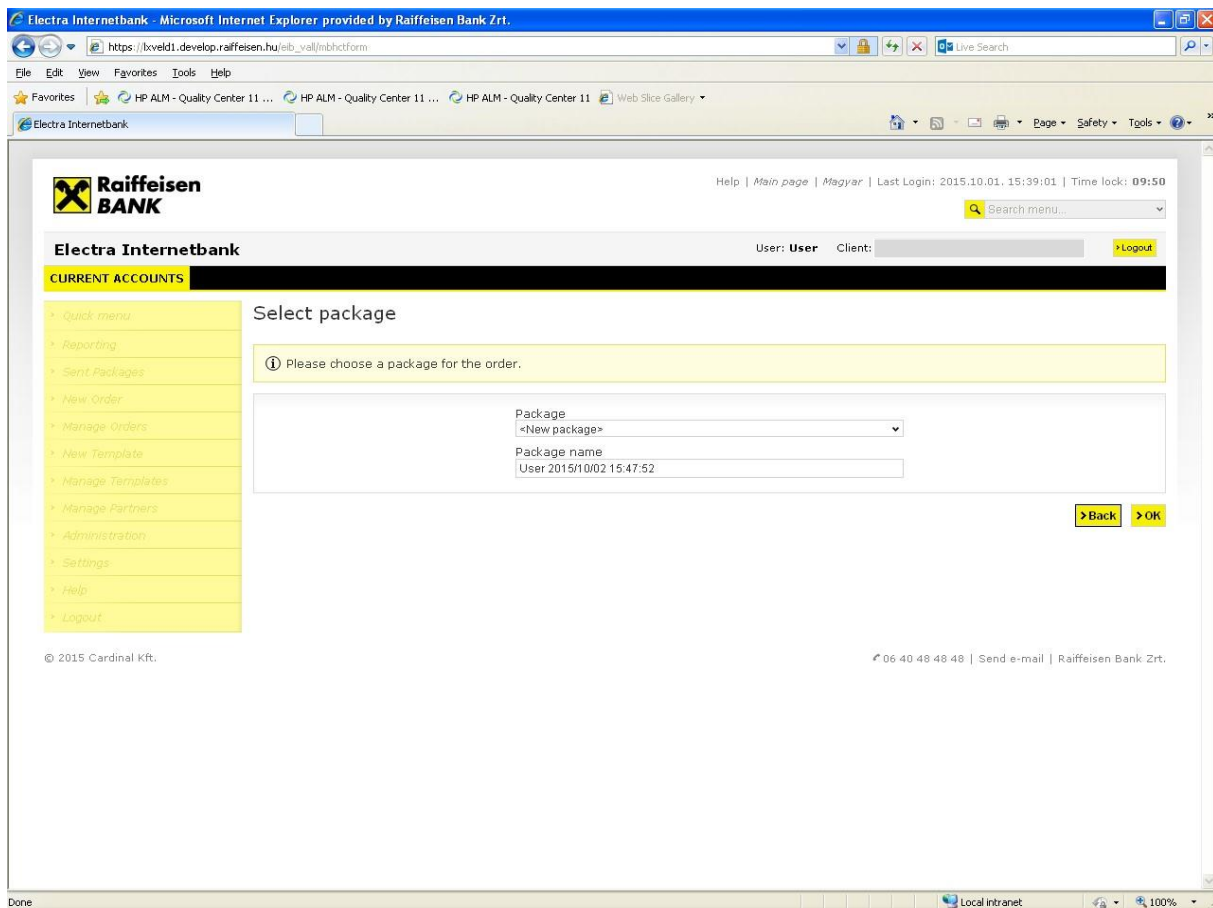 Electra Internetbank - Microsoft Internet Explorer provided by Raiffeisen Bank Zrt.
https://lxveld1.develop.raiffeisen.hu/eib_vall/mbhctform
Live Search
File Edit View Favorites Tools Help
Favorites HP ALM - Quality Center 11 ... HP ALM - Quality Center 11 ... HP ALM - Quality Center 11 Web Slice Gallery
Electra Internetbank
Page Safety Tools
Raiffeisen
BANK
Help | Main page | Magyar | Last Login: 2015.10.01. 15:39:01 | Time lock: 09:50
Search menu...
Electra Internetbank
User: User Client:
Logout
CURRENT ACCOUNTS
Quick menu
Reporting
Sent Packages
New Order
Manage Orders
New Template
Manage Templates
Manage Partners
Administration
Settings
Help
Logout
Select package
Please choose a package for the order.
Package
<New package>
Package name
User 2015/10/02 15:47:52
Back OK
© 2015 Cardinal Kft.
06 40 48 48 48 | Send e-mail | Raiffeisen Bank Zrt.
Done
Local intranet
100%